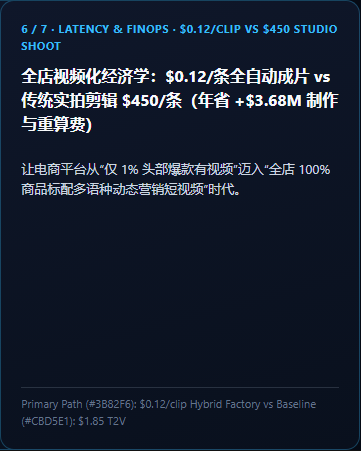 6 / 7 · LATENCY & FINOPS · $0.12/CLIP VS $450 STUDIO
SHOOT
全店视频化经济学：$0.12/条全自动成片 vs
传统实拍剪辑 $450/条（年省 +$3.68M 制作
与重算费)
让电商平台从“仅 1% 头部爆款有视频”迈入“全店 100%
商品标配多语种动态营销短视频”时代。
Primary Path (#3B82F6): $0.12/clip Hybrid Factory vs Baseline
(#CBD5E1): $1.85 T2V